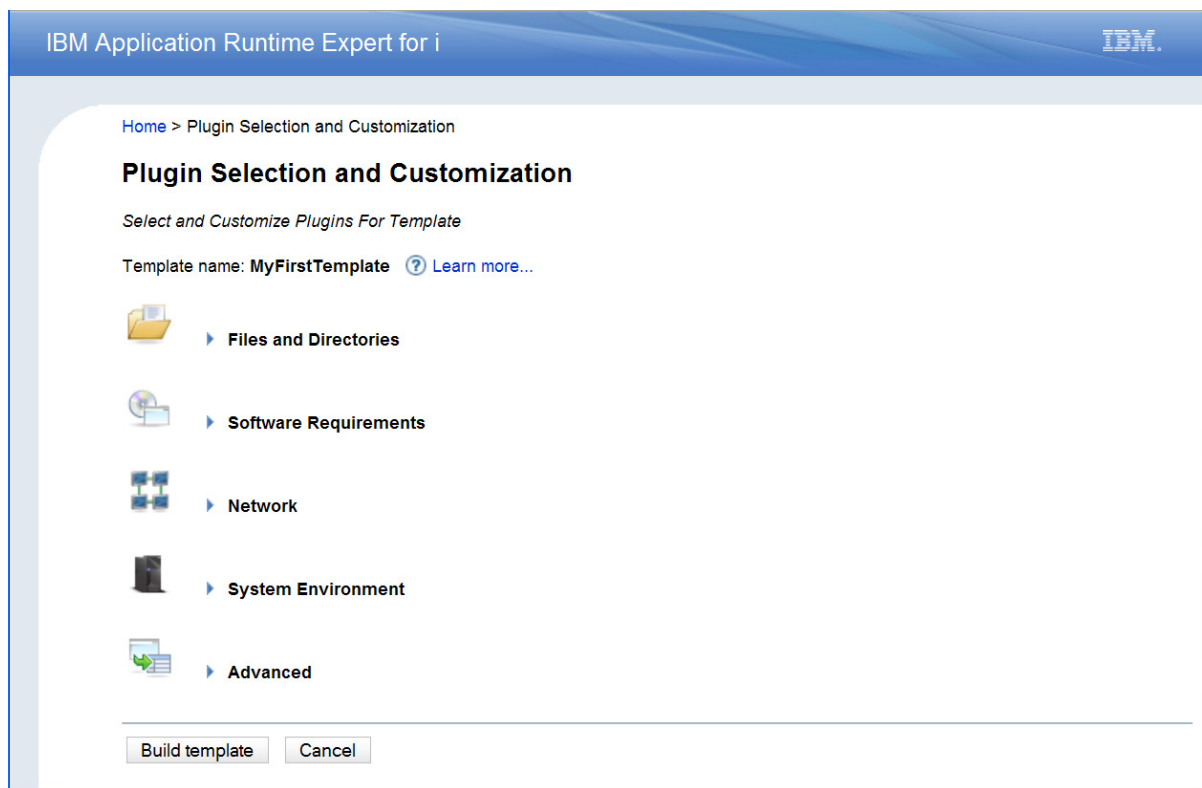 IBM Application Runtime Expert for i
IBM.
Home > Plugin Selection and Customization
Plugin Selection and Customization
Select and Customize Plugins For Template
Template name: MyFirstTemplate ? Learn more...
Files and Directories
Software Requirements
Network
System Environment
Advanced
Build template Cancel